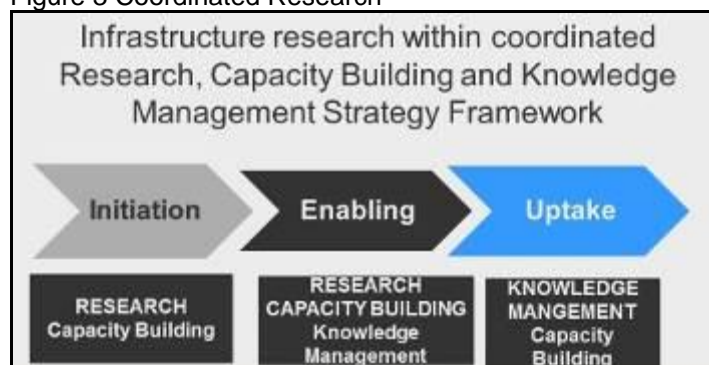 Figure 8 Coordinated Research
Infrastructure research within coordinated
Research, Capacity Building and Knowledge
Management Strategy Framework
Initiation
Enabling
Uptake
RESEARCH
Capacity Building
RESEARCH
CAPACITY BUILDING
Knowledge
Management
KNOWLEDGE
MANGEMENT
Capacity
Building